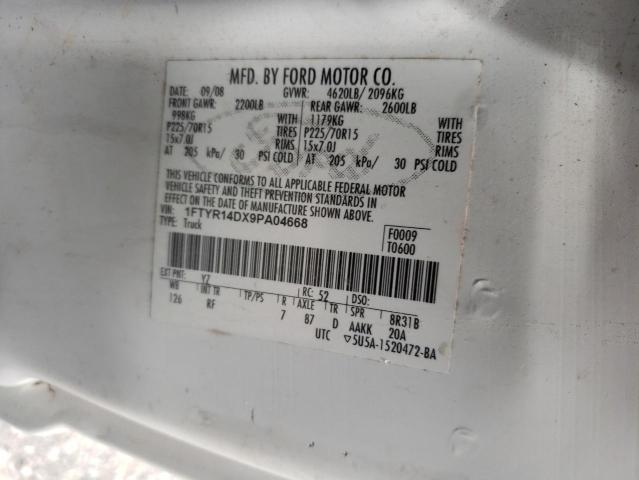 MFD. BY FORD MOTOR CO.
DATE: 09/08 GVWR: 4620LB/ 2096KG
FRONT GAWR: 2200LB REAR GAWR: 2600LB
998KG WITH 1179KG WITH
P225/70R15 TIRES P225/70R15 TIRES
15x7.0J RIMS 15x7.0J RIMS
AT 205 kPa/ 30 PSI COLD AT 205 kPa/ 30 PSI COLD
THIS VEHICLE CONFORMS TO ALL APPLICABLE FEDERAL MOTOR
VEHICLE SAFETY AND THEFT PREVENTION STANDARDS IN
EFFECT ON THE DATE OF MANUFACTURE SHOWN ABOVE.
VIN: 1FTYR14DX9PA04668 F0009
TYPE: Truck T0600
EXT PNT: YZ RC: 52 DSO:
WB INT TR TP/PS R AXLE TR SPR 8R31B
126 RF 7 87 D AAKK 20A
UTC ▽5U5A-1520472-BA